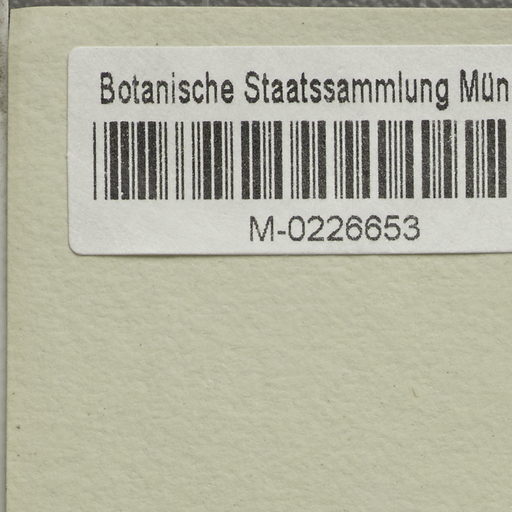 Botanische Staatssammlung Mün
M-0226653